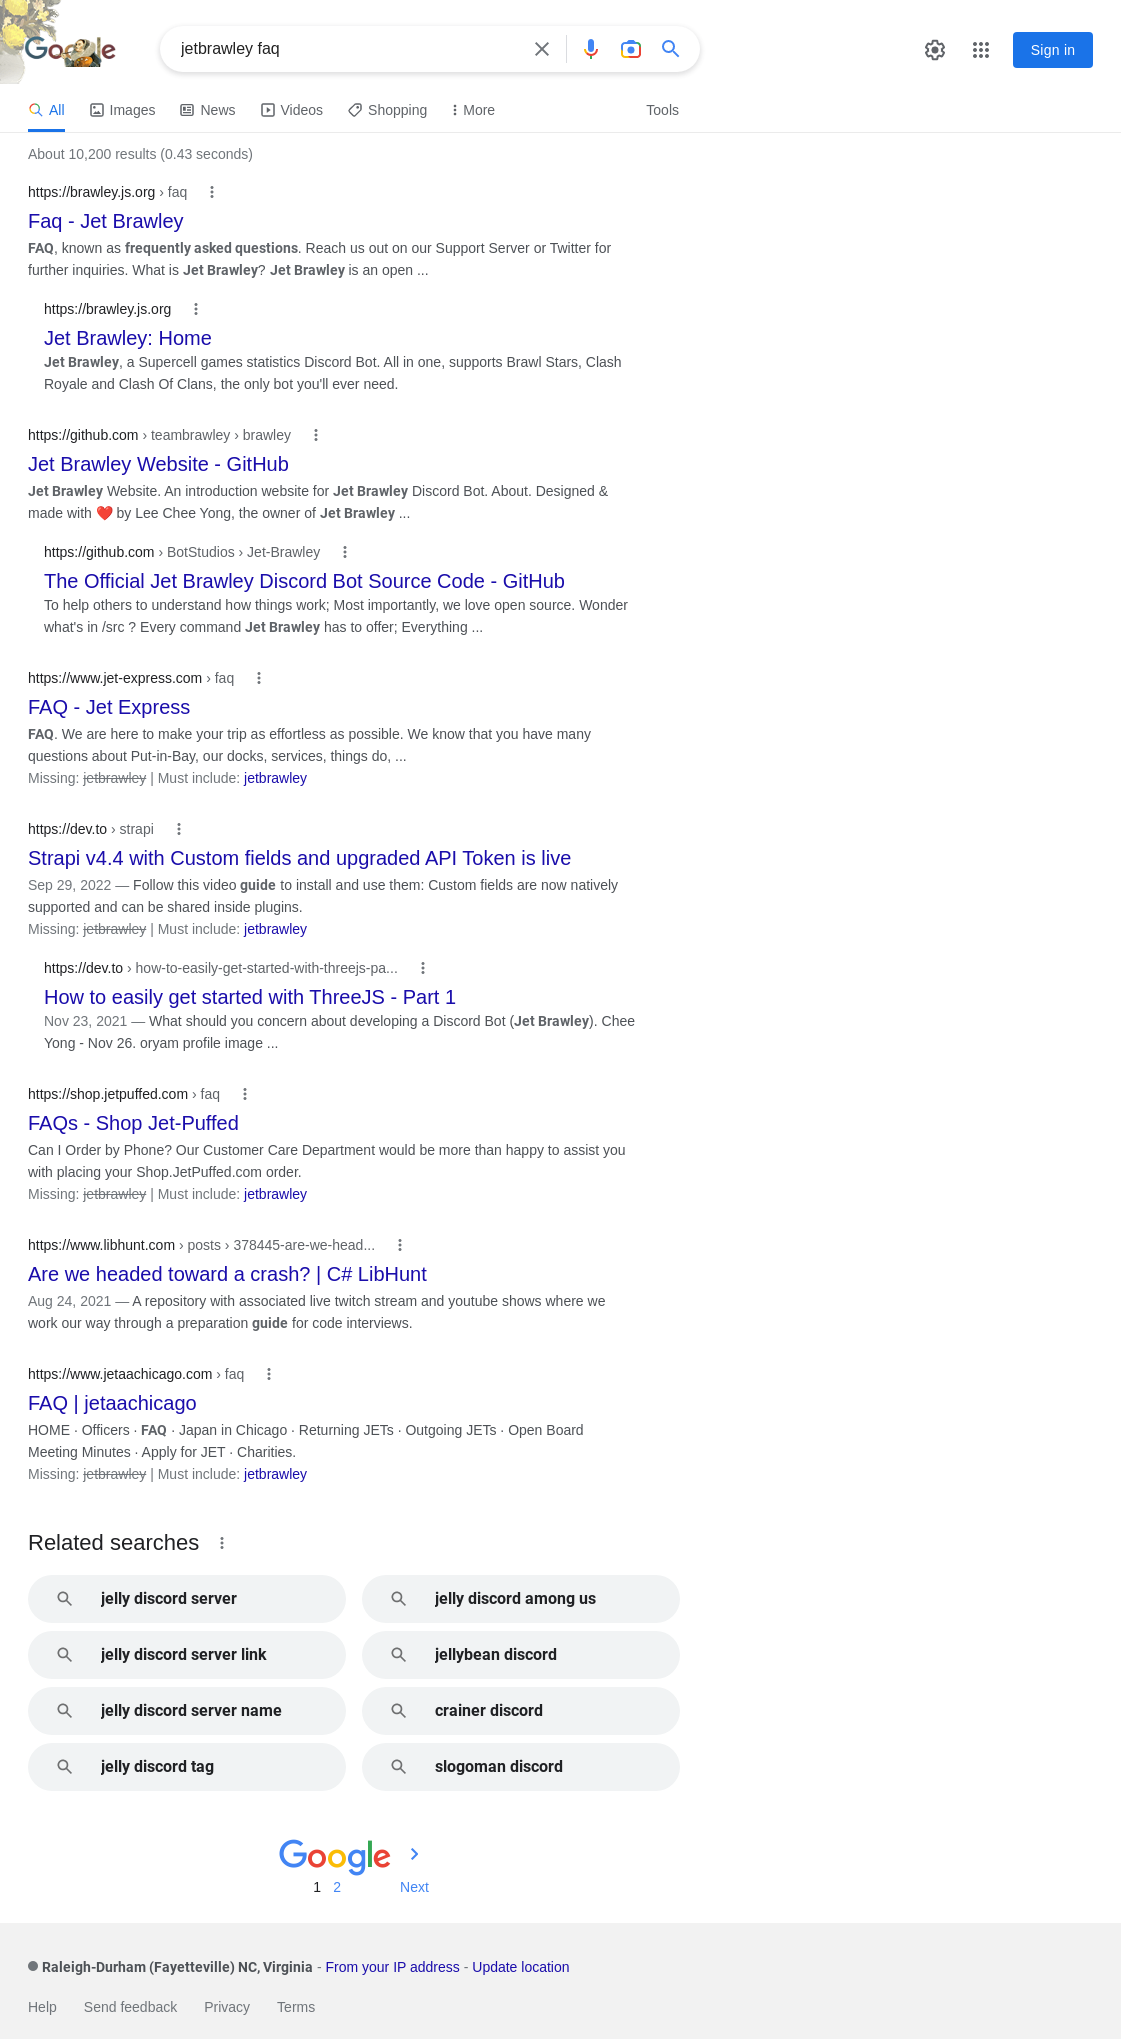 Google
jetbrawley faq
Sign in
All Images News Videos Shopping More Tools
About 10,200 results (0.43 seconds)
https://brawley.js.org › faq
Faq - Jet Brawley
FAQ, known as frequently asked questions. Reach us out on our Support Server or Twitter for
further inquiries. What is Jet Brawley? Jet Brawley is an open ...
https://brawley.js.org
Jet Brawley: Home
Jet Brawley, a Supercell games statistics Discord Bot. All in one, supports Brawl Stars, Clash
Royale and Clash Of Clans, the only bot you'll ever need.
https://github.com › teambrawley › brawley
Jet Brawley Website - GitHub
Jet Brawley Website. An introduction website for Jet Brawley Discord Bot. About. Designed &
made with ❤️ by Lee Chee Yong, the owner of Jet Brawley ...
https://github.com › BotStudios › Jet-Brawley
The Official Jet Brawley Discord Bot Source Code - GitHub
To help others to understand how things work; Most importantly, we love open source. Wonder
what's in /src ? Every command Jet Brawley has to offer; Everything ...
https://www.jet-express.com › faq
FAQ - Jet Express
FAQ. We are here to make your trip as effortless as possible. We know that you have many
questions about Put-in-Bay, our docks, services, things do, ...
Missing: jetbrawley | Must include: jetbrawley
https://dev.to › strapi
Strapi v4.4 with Custom fields and upgraded API Token is live
Sep 29, 2022 — Follow this video guide to install and use them: Custom fields are now natively
supported and can be shared inside plugins.
Missing: jetbrawley | Must include: jetbrawley
https://dev.to › how-to-easily-get-started-with-threejs-pa...
How to easily get started with ThreeJS - Part 1
Nov 23, 2021 — What should you concern about developing a Discord Bot (Jet Brawley). Chee
Yong - Nov 26. oryam profile image ...
https://shop.jetpuffed.com › faq
FAQs - Shop Jet-Puffed
Can I Order by Phone? Our Customer Care Department would be more than happy to assist you
with placing your Shop.JetPuffed.com order.
Missing: jetbrawley | Must include: jetbrawley
https://www.libhunt.com › posts › 378445-are-we-head...
Are we headed toward a crash? | C# LibHunt
Aug 24, 2021 — A repository with associated live twitch stream and youtube shows where we
work our way through a preparation guide for code interviews.
https://www.jetaachicago.com › faq
FAQ | jetaachicago
HOME · Officers · FAQ · Japan in Chicago · Returning JETs · Outgoing JETs · Open Board
Meeting Minutes · Apply for JET · Charities.
Missing: jetbrawley | Must include: jetbrawley
Related searches
jelly discord server
jelly discord among us
jelly discord server link
jellybean discord
jelly discord server name
crainer discord
jelly discord tag
slogoman discord
Google
1 2 Next
Raleigh-Durham (Fayetteville) NC, Virginia - From your IP address - Update location
Help Send feedback Privacy Terms